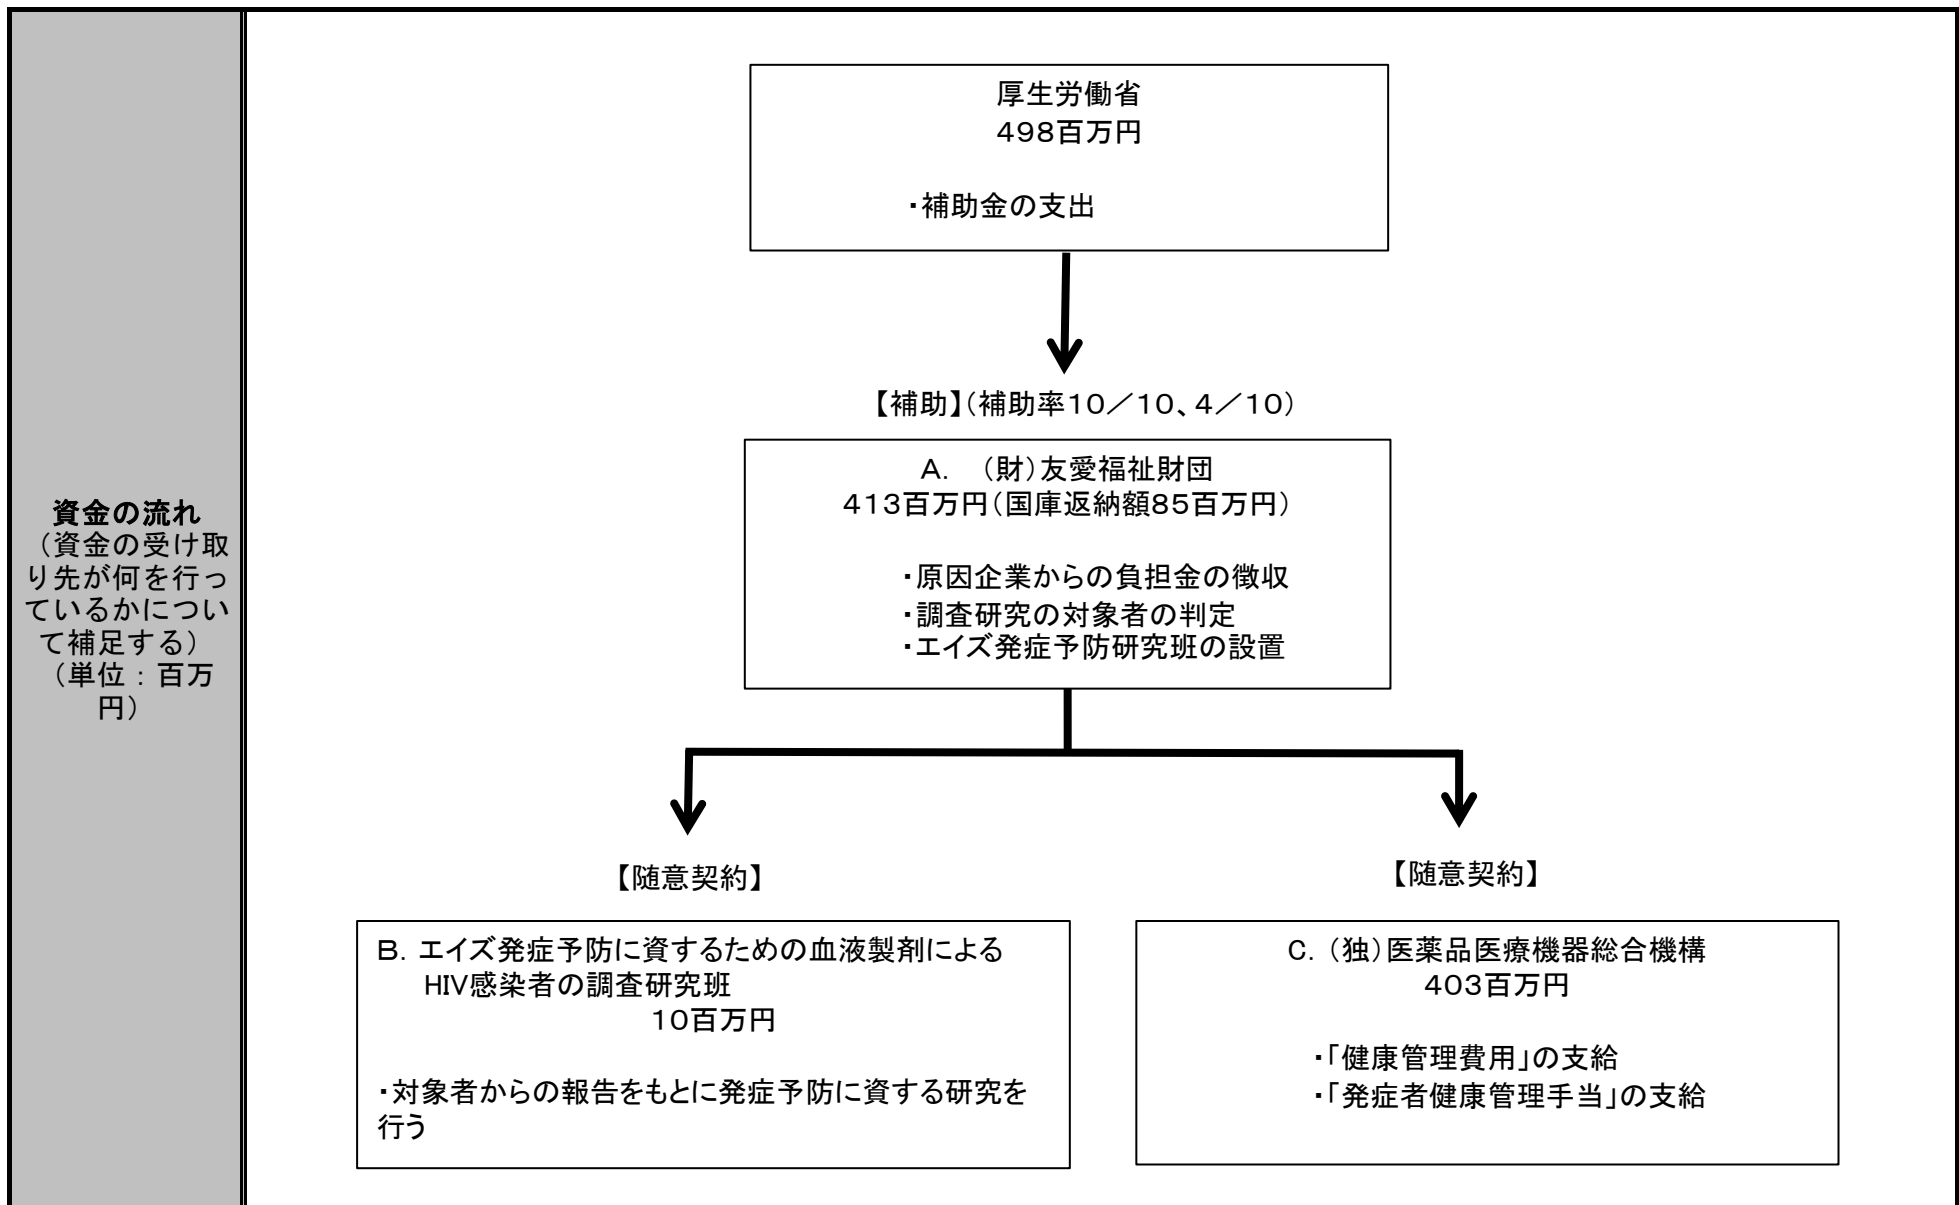 資金の流れ
（資金の受け取
り先が何を行っ
ているかについ
て補足する）
（単位：百万
円）
厚生労働省
４９８百万円
・補助金の支出
【補助】（補助率１０／１０、４／１０）
Ａ．　（財）友愛福祉財団
４１３百万円（国庫返納額８５百万円）
・原因企業からの負担金の徴収
・調査研究の対象者の判定
・エイズ発症予防研究班の設置
【随意契約】
Ｂ．エイズ発症予防に資するための血液製剤による
HIV感染者の調査研究班
１０百万円
・対象者からの報告をもとに発症予防に資する研究を
行う
【随意契約】
C．（独）医薬品医療機器総合機構
４０３百万円
・「健康管理費用」の支給
・「発症者健康管理手当」の支給